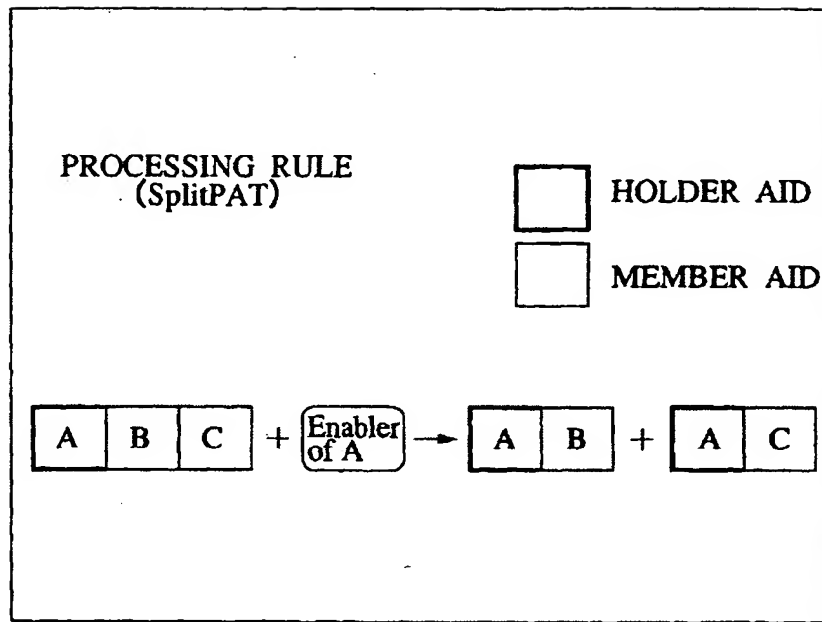 PROCESSING RULE
(SplitPAT)
HOLDER AID
MEMBER AID
A B C + Enabler of A → A B + A C